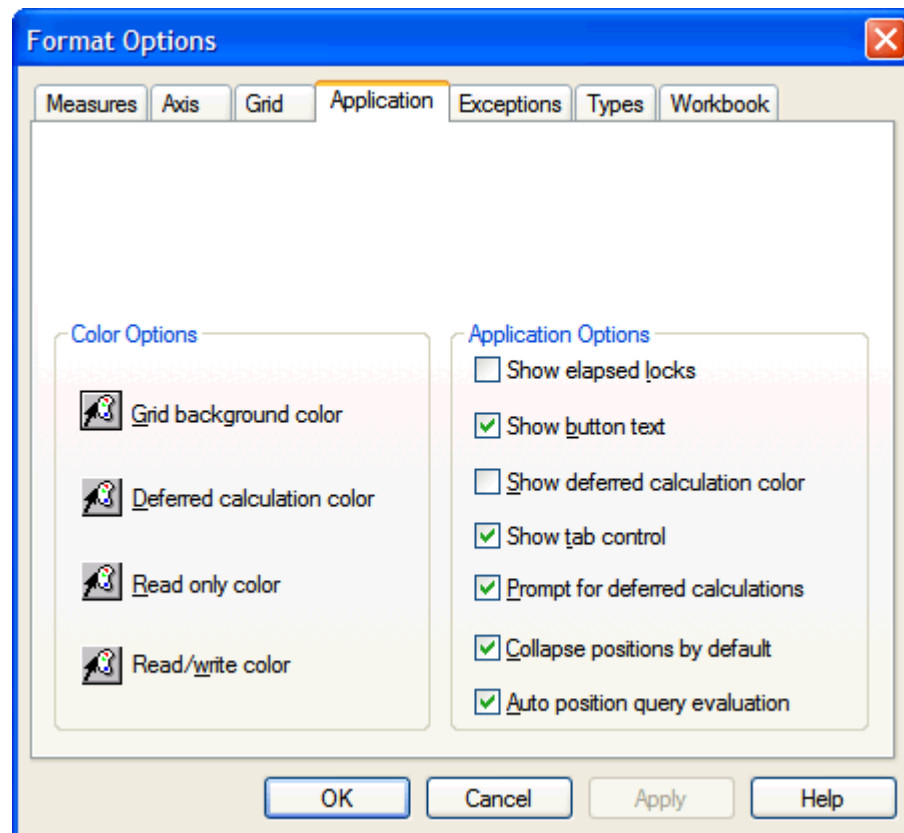 Format Options
Measures Axis Grid Application Exceptions Types Workbook
Color Options
Grid background color
Deferred calculation color
Read only color
Read/write color
Application Options
Show elapsed locks
Show button text
Show deferred calculation color
Show tab control
Prompt for deferred calculations
Collapse positions by default
Auto position query evaluation
OK Cancel Apply Help